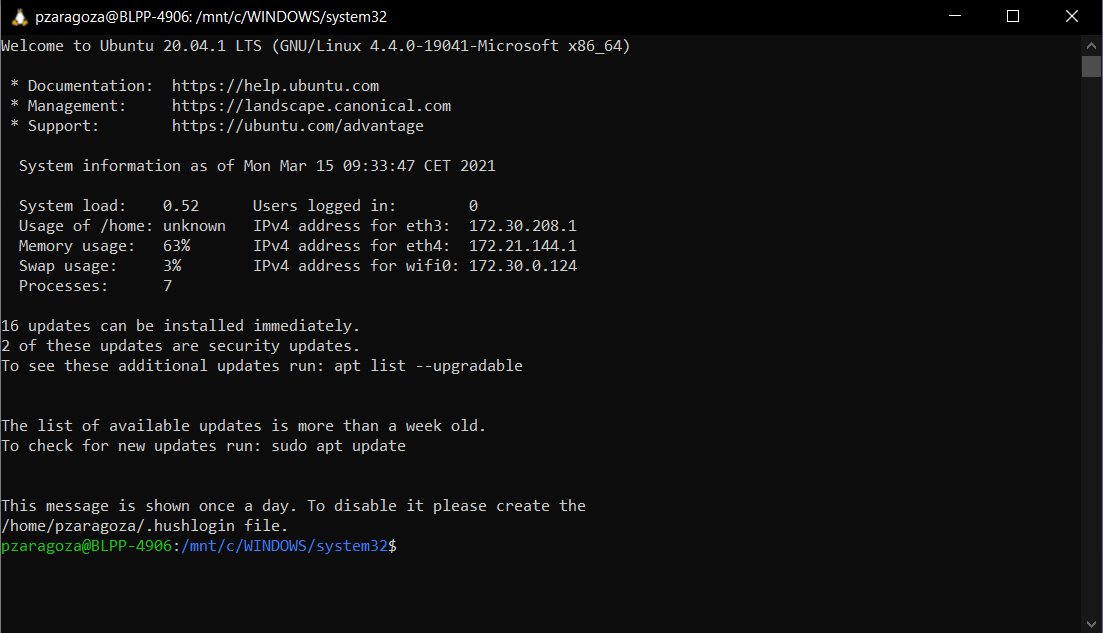 pzaragoza@BLPP-4906: /mnt/c/WINDOWS/system32
Welcome to Ubuntu 20.04.1 LTS (GNU/Linux 4.4.0-19041-Microsoft x86_64)
* Documentation:  https://help.ubuntu.com
* Management:     https://landscape.canonical.com
* Support:        https://ubuntu.com/advantage
System information as of Mon Mar 15 09:33:47 CET 2021
System load:    0.52      Users logged in:        0
Usage of /home: unknown   IPv4 address for eth3:  172.30.208.1
Memory usage:   63%       IPv4 address for eth4:  172.21.144.1
Swap usage:     3%        IPv4 address for wifi0: 172.30.0.124
Processes:      7
16 updates can be installed immediately.
2 of these updates are security updates.
To see these additional updates run: apt list --upgradable
The list of available updates is more than a week old.
To check for new updates run: sudo apt update
This message is shown once a day. To disable it please create the
/home/pzaragoza/.hushlogin file.
pzaragoza@BLPP-4906:/mnt/c/WINDOWS/system32$